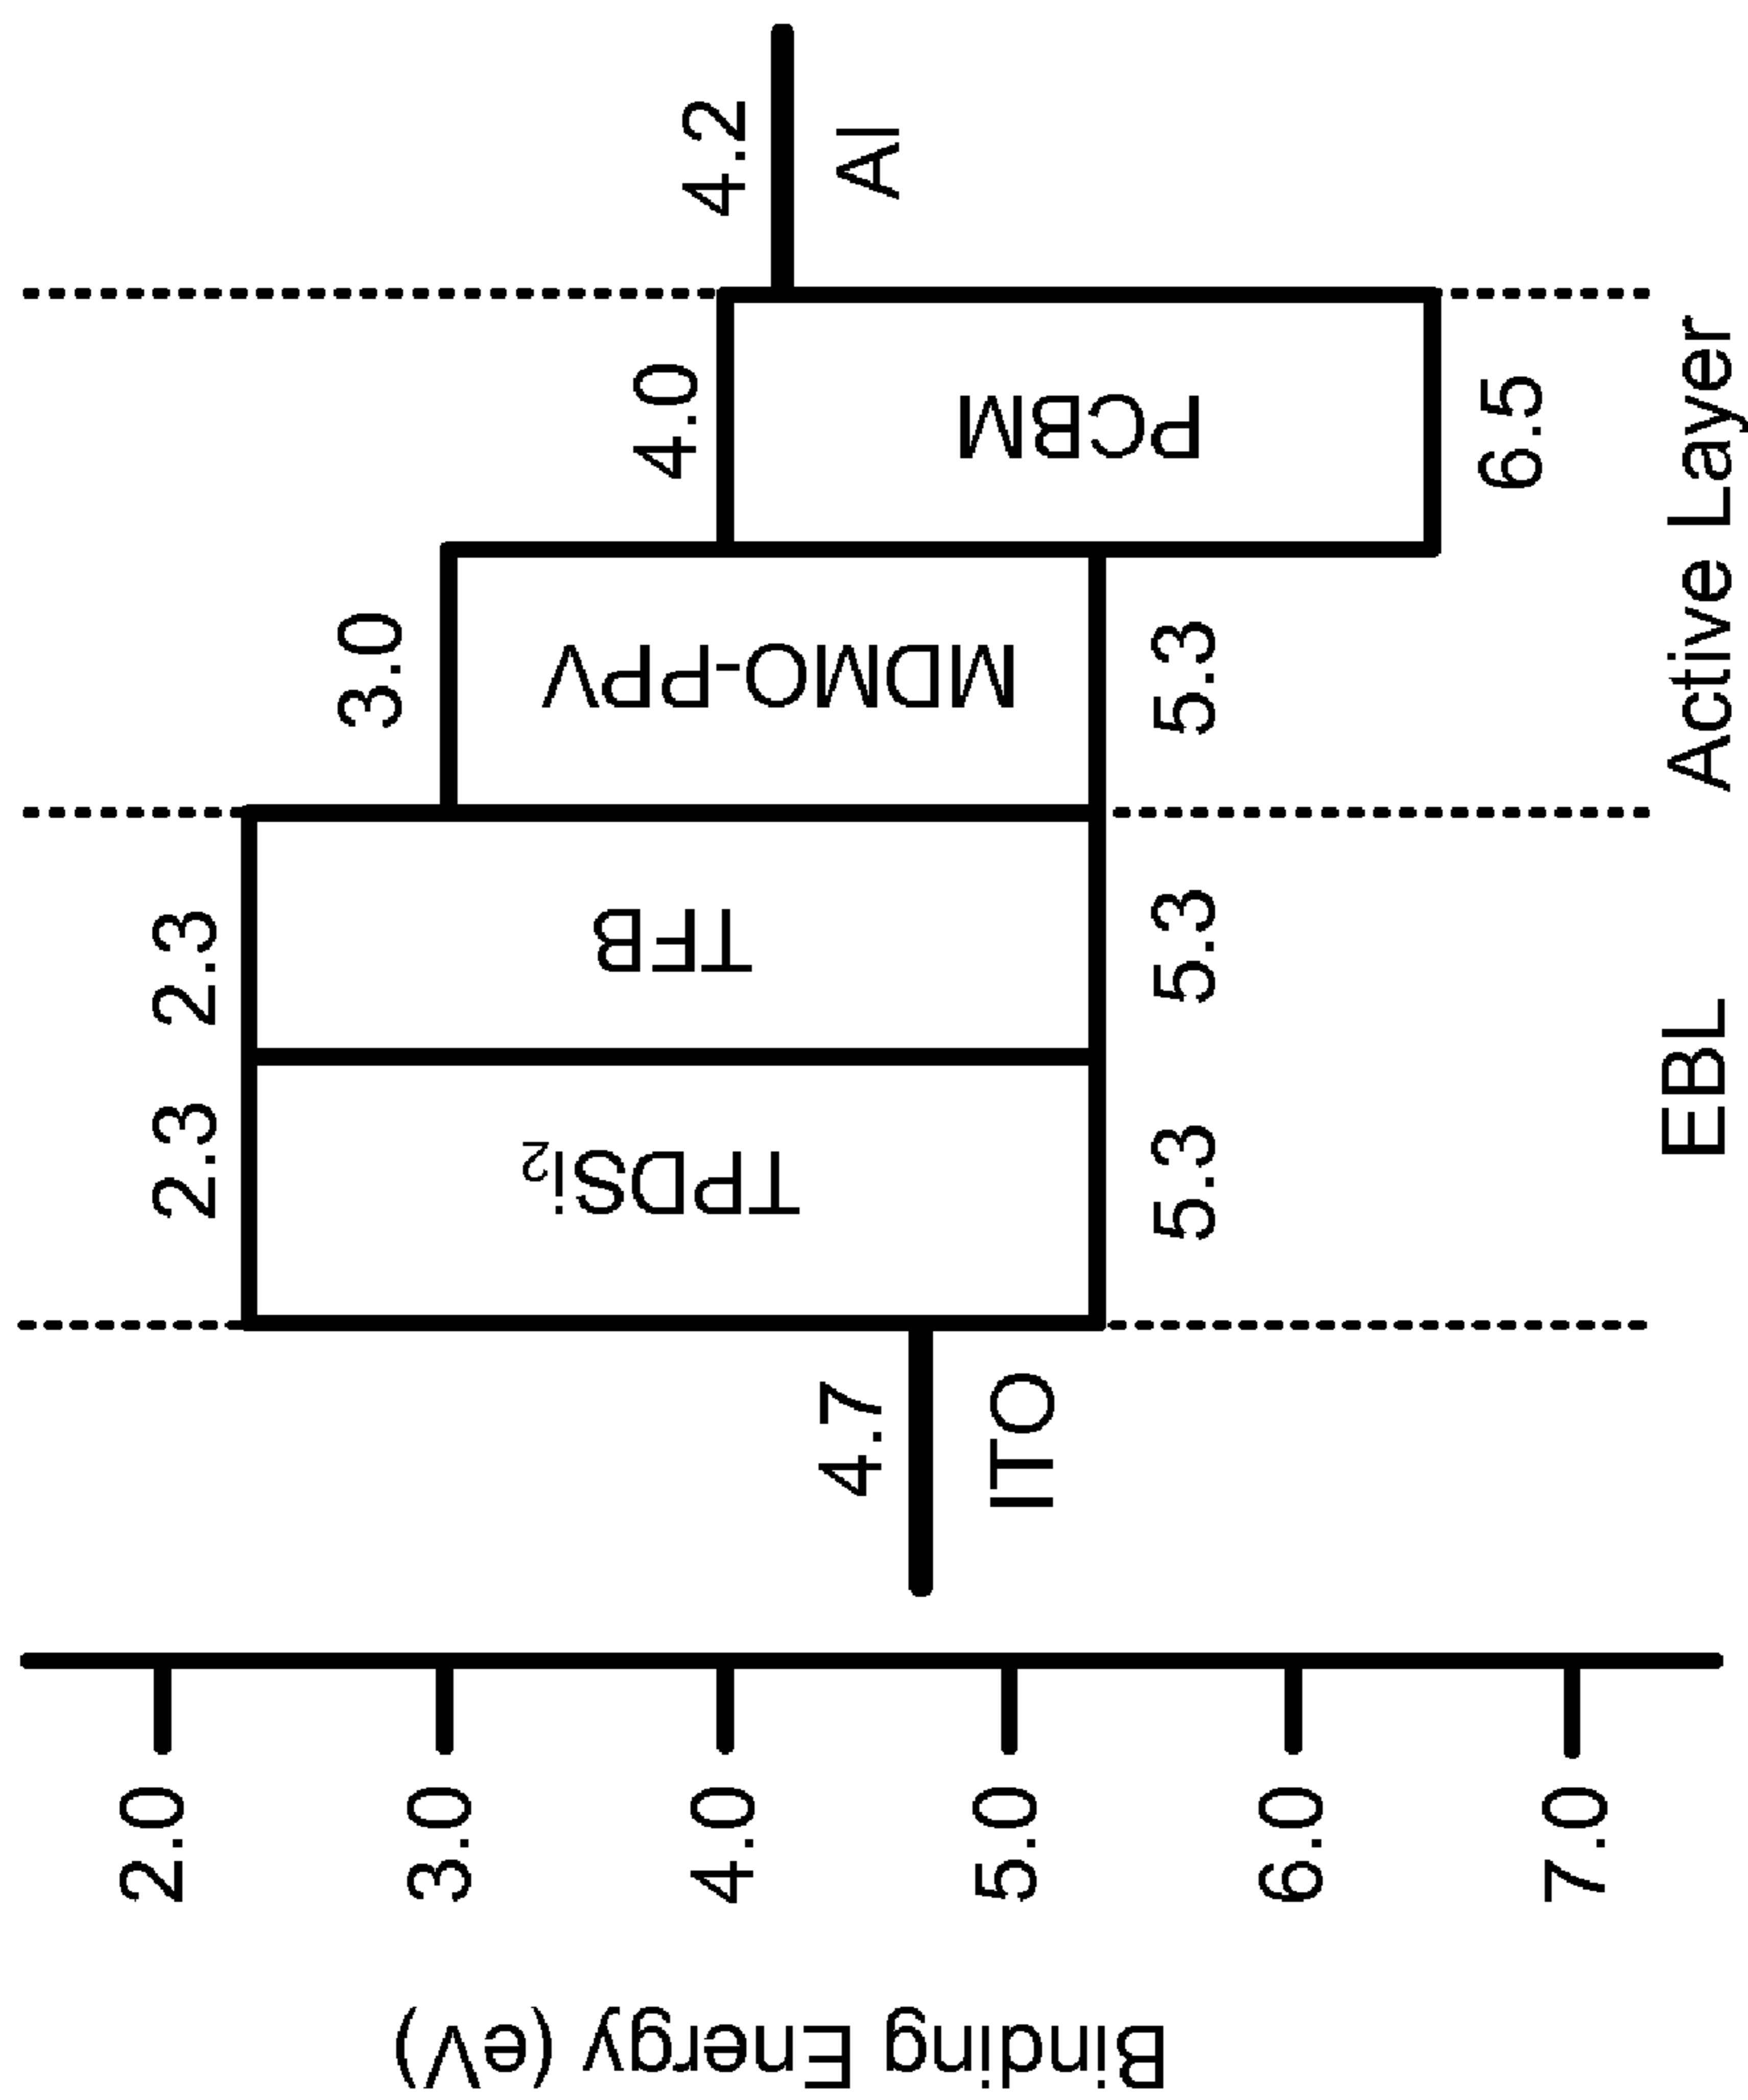 Binding Energy (eV)
2.0
3.0
4.0
5.0
6.0
7.0
4.7
ITO
2.3
TPDSi₂
5.3
2.3
TFB
5.3
EBL
3.0
MDMO-PPV
5.3
4.0
PCBM
6.5
Active Layer
4.2
Al